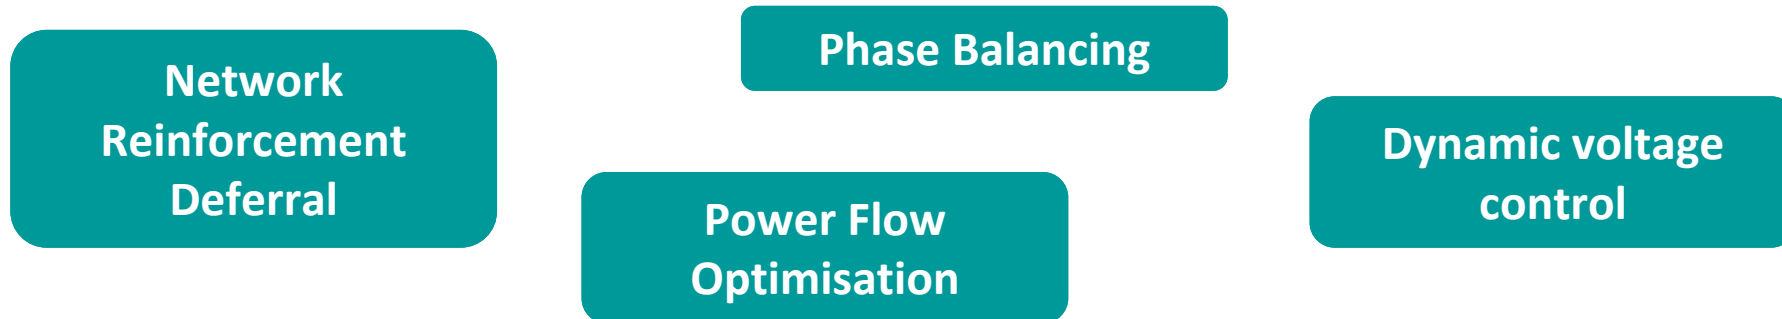 Network
Reinforcement
Deferral
Phase Balancing
Power Flow
Optimisation
Dynamic voltage
control